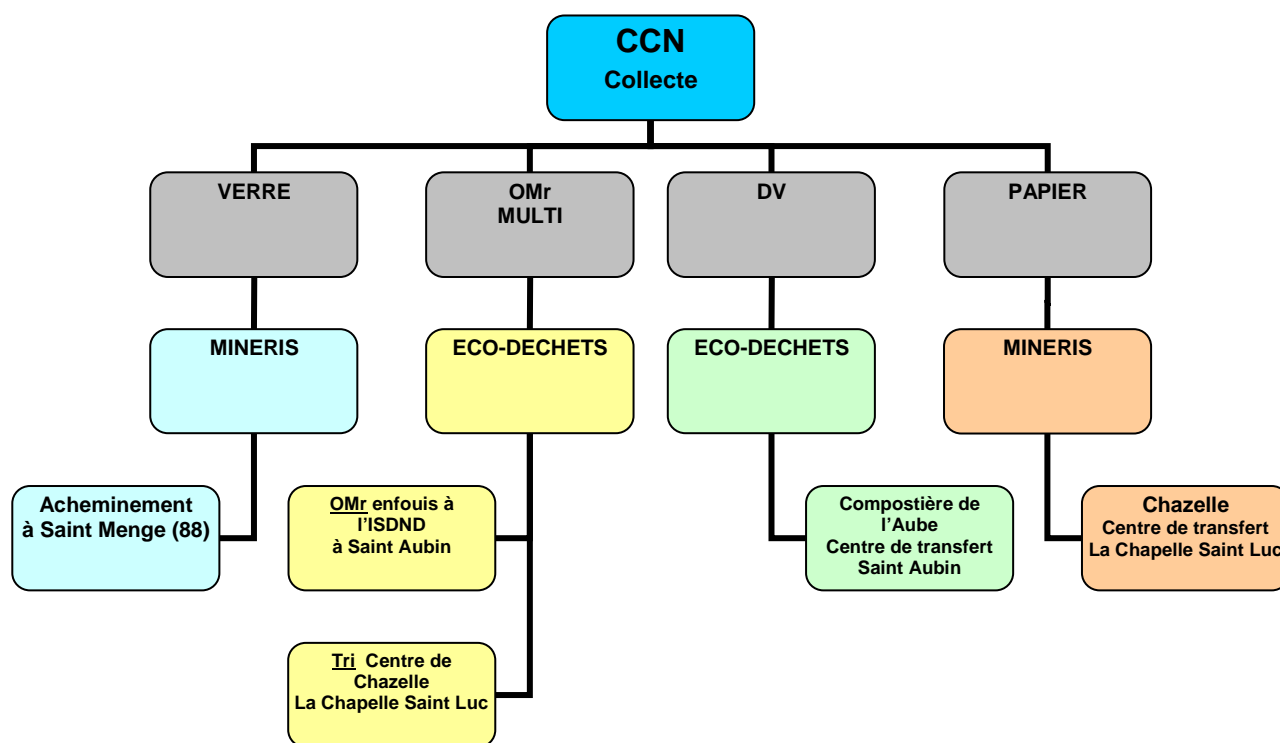 CCN
Collecte
VERRE
OMr
MULTI
DV
PAPIER
MINERIS
ECO-DECHETS
ECO-DECHETS
MINERIS
Acheminement
à Saint Menge (88)
OMr enfouis à
l'ISDND
à Saint Aubin
Compostière de
l'Aube
Centre de transfert
Saint Aubin
Chazelle
Centre de transfert
La Chapelle Saint Luc
Tri Centre de
Chazelle
La Chapelle Saint Luc